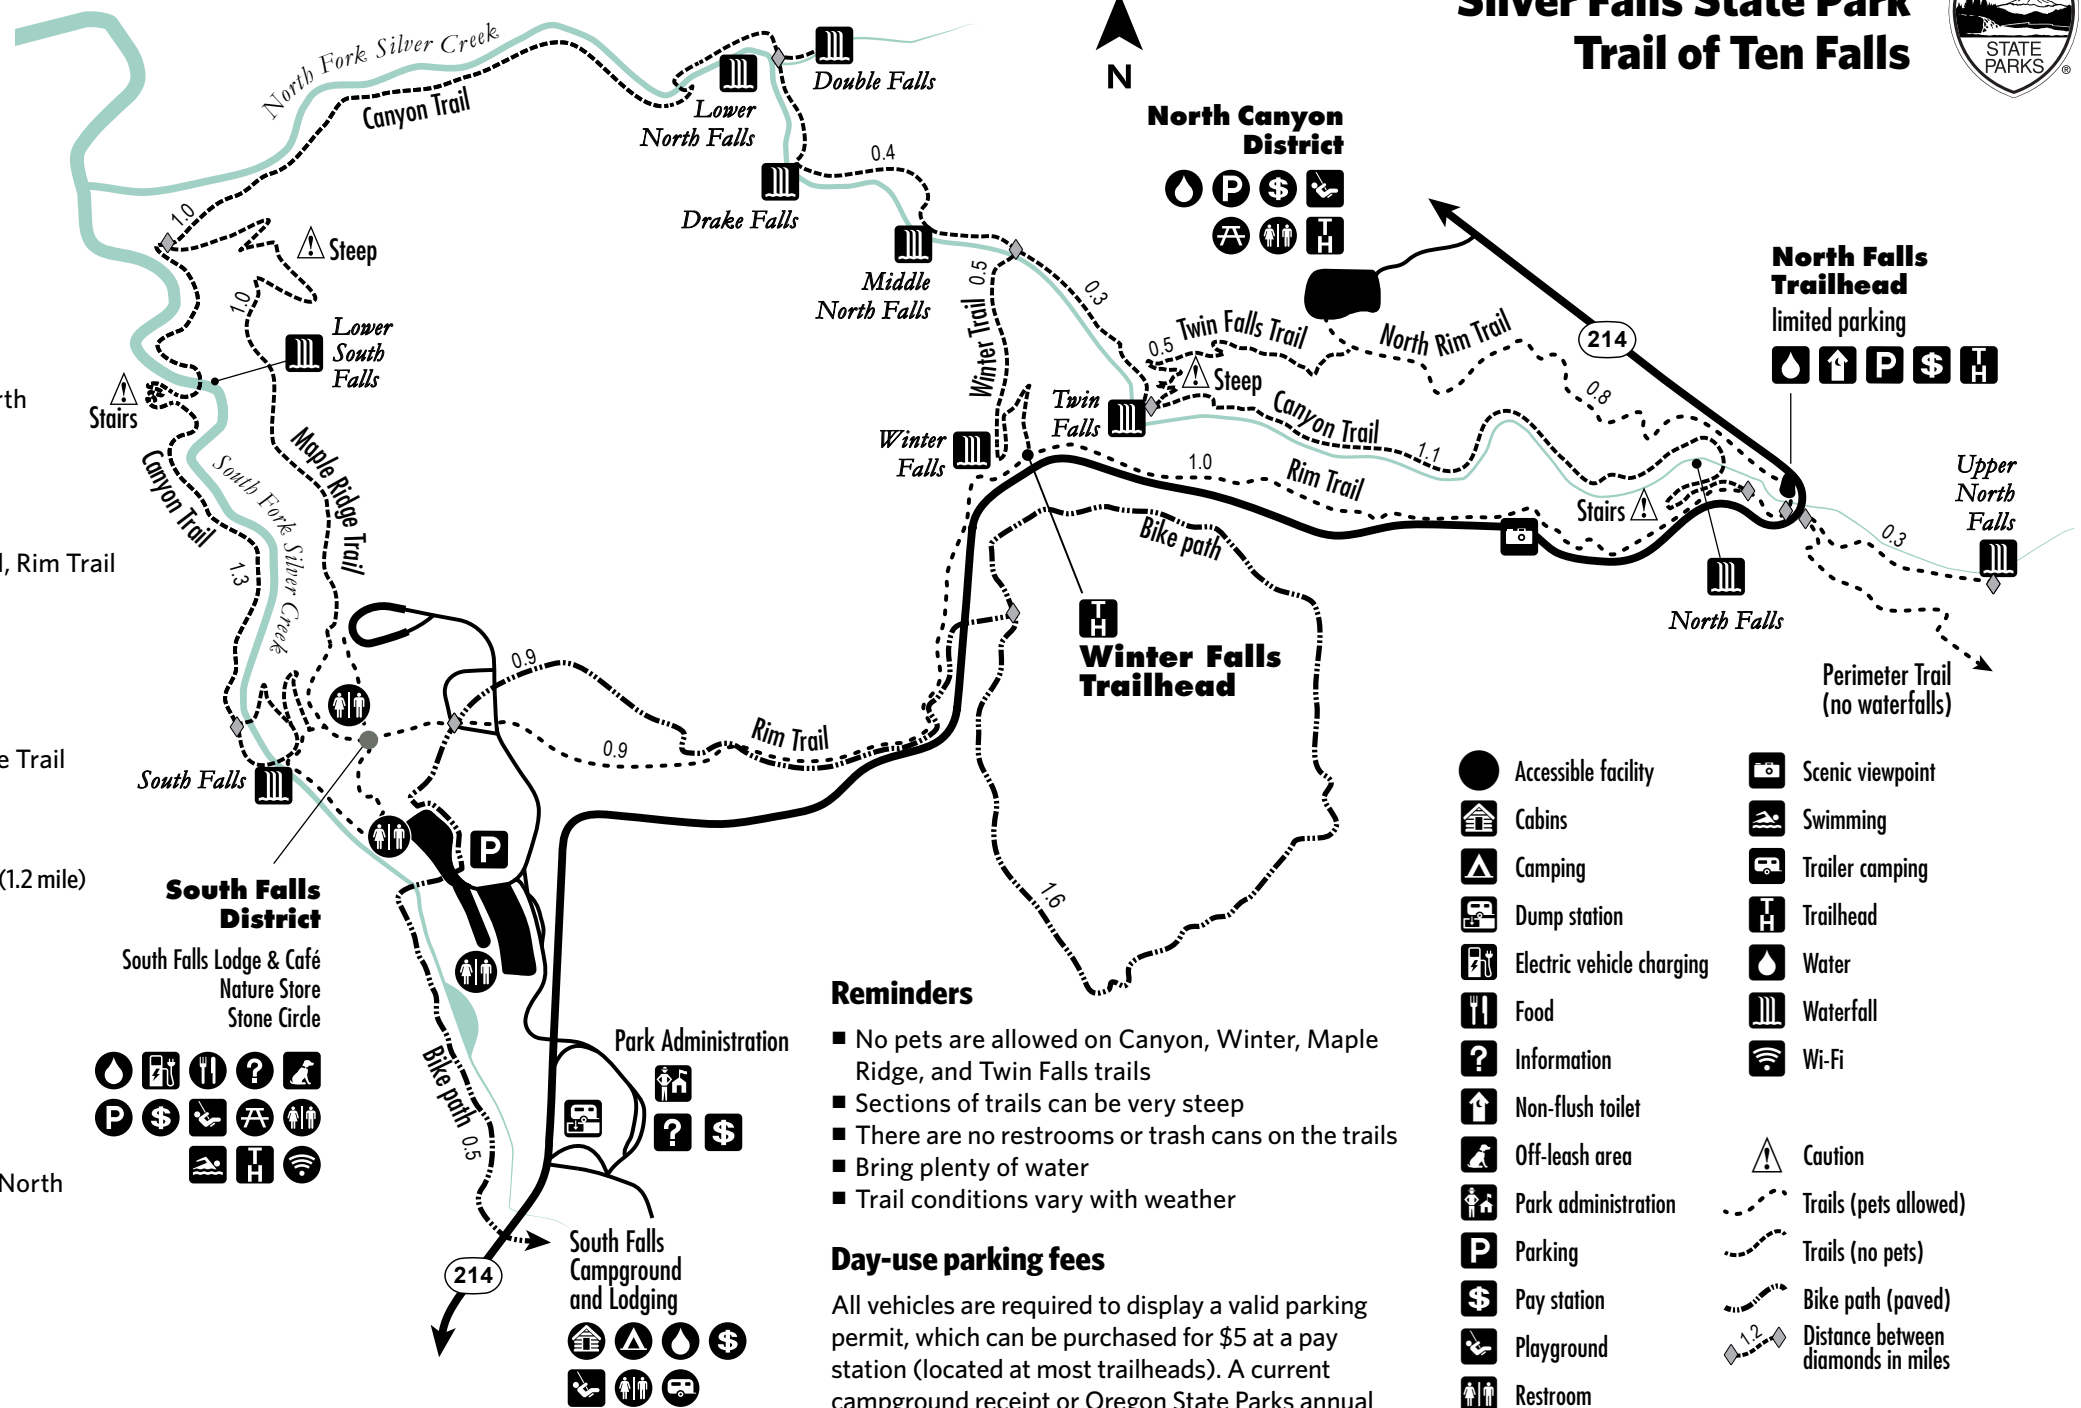 Silver Falls State Park
Trail of Ten Falls
STATE
PARKS
®
N
North Fork Silver Creek
Canyon Trail
Double Falls
Lower
North Falls
0.4
Drake Falls
Middle
North Falls
North Canyon
District
P
$
T
H
1.0
Steep
1.0
Lower
South
Falls
Stairs
Canyon Trail
South Fork Silver Creek
Maple Ridge Trail
1.3
Winter Trail
0.5
0.3
0.5
Twin Falls Trail
North Rim Trail
Steep
Twin
Falls
Canyon Trail
1.1
Winter
Falls
1.0
Rim Trail
0.8
214
North Falls
Trailhead
limited parking
P
$
T
H
Stairs
Upper
North
Falls
0.3
North Falls
Perimeter Trail
(no waterfalls)
Bike path
T
H
Winter Falls
Trailhead
1.6
0.9
0.9
Rim Trail
South Falls
P
rth
l, Rim Trail
e Trail
(1.2 mile)
North
South Falls
District
South Falls Lodge & Café
Nature Store
Stone Circle
?
P
$
T
H
Bike path
0.5
Park Administration
?
$
214
South Falls
Campground
and Lodging
$
Reminders
■ No pets are allowed on Canyon, Winter, Maple
Ridge, and Twin Falls trails
■ Sections of trails can be very steep
■ There are no restrooms or trash cans on the trails
■ Bring plenty of water
■ Trail conditions vary with weather
Day-use parking fees
All vehicles are required to display a valid parking
permit, which can be purchased for $5 at a pay
station (located at most trailheads). A current
campground receipt or Oregon State Parks annual
Accessible facility
Cabins
Camping
Dump station
Electric vehicle charging
Food
? Information
Non-flush toilet
Off-leash area
Park administration
P Parking
$ Pay station
Playground
Restroom
Scenic viewpoint
Swimming
Trailer camping
T
H
Trailhead
Water
Waterfall
Wi-Fi
! Caution
Trails (pets allowed)
Trails (no pets)
Bike path (paved)
1.2
Distance between
diamonds in miles